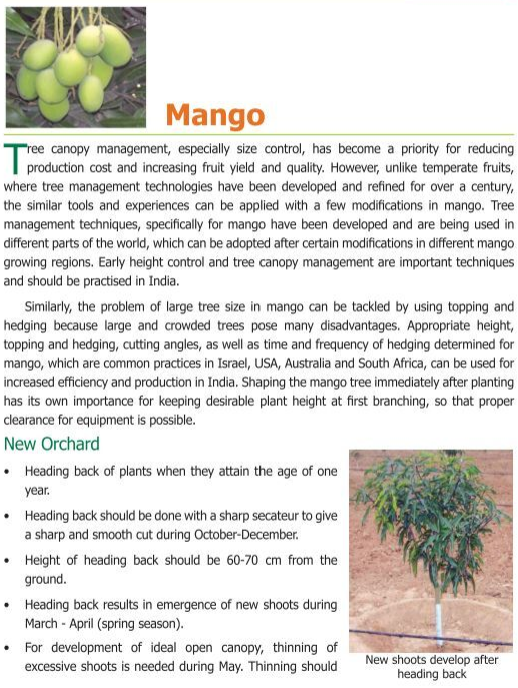 Mango
Tree canopy management, especially size control, has become a priority for reducing
production cost and increasing fruit yield and quality. However, unlike temperate fruits,
where tree management technologies have been developed and refined for over a century,
the similar tools and experiences can be applied with a few modifications in mango. Tree
management techniques, specifically for mango have been developed and are being used in
different parts of the world, which can be adopted after certain modifications in different mango
growing regions. Early height control and tree canopy management are important techniques
and should be practised in India.
Similarly, the problem of large tree size in mango can be tackled by using topping and
hedging because large and crowded trees pose many disadvantages. Appropriate height,
topping and hedging, cutting angles, as well as time and frequency of hedging determined for
mango, which are common practices in Israel, USA, Australia and South Africa, can be used for
increased efficiency and production in India. Shaping the mango tree immediately after planting
has its own importance for keeping desirable plant height at first branching, so that proper
clearance for equipment is possible.
New Orchard
• Heading back of plants when they attain the age of one
year.
• Heading back should be done with a sharp secateur to give
a sharp and smooth cut during October-December.
• Height of heading back should be 60-70 cm from the
ground.
• Heading back results in emergence of new shoots during
March - April (spring season).
• For development of ideal open canopy, thinning of
excessive shoots is needed during May. Thinning should
New shoots develop after
heading back